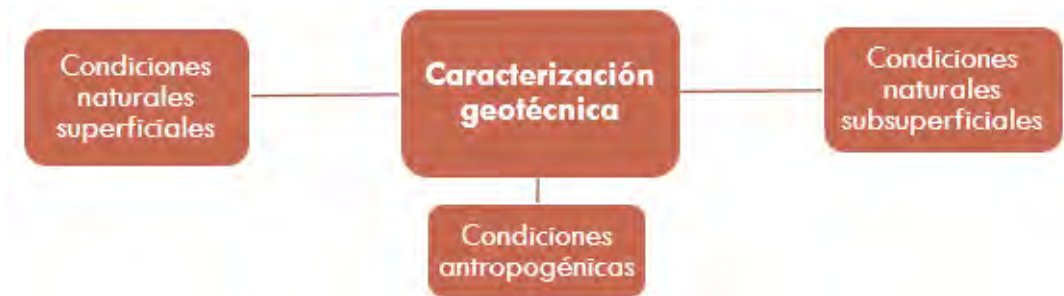 Condiciones
naturales
superficiales
Caracterización
geotécnica
Condiciones
naturales
subsuperficiales
Condiciones
antropogénicas